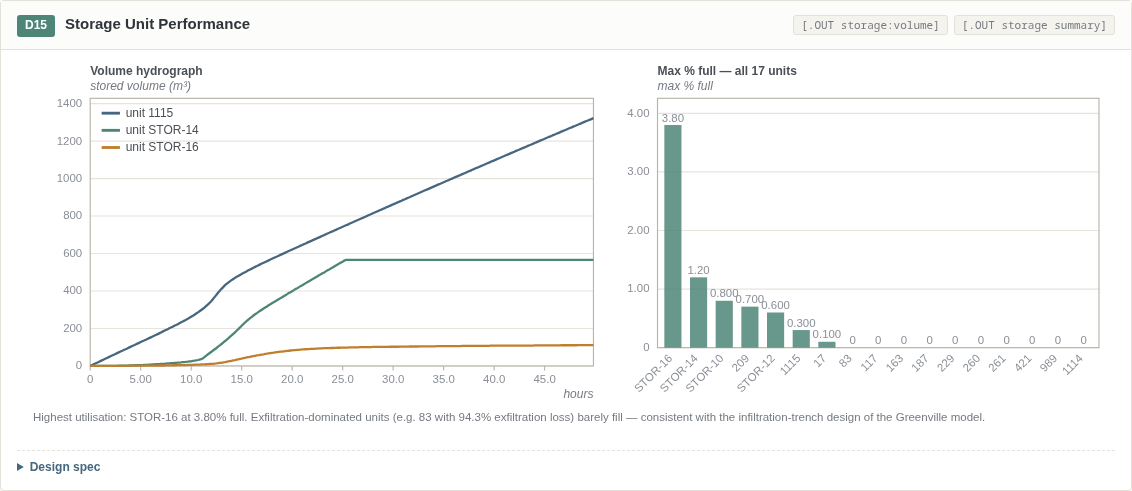 D15 Storage Unit Performance [.OUT storage:volume] [.OUT storage summary]
Volume hydrograph
stored volume (m³)
1400
1200
1000
800
600
400
200
0
unit 1115
unit STOR-14
unit STOR-16
0 5.00 10.0 15.0 20.0 25.0 30.0 35.0 40.0 45.0
hours
Max % full — all 17 units
max % full
4.00
3.00
2.00
1.00
0
3.80 1.20 0.800 0.700 0.600 0.300 0.100 0 0 0 0 0 0 0 0 0 0
STOR-16 STOR-14 STOR-10 209 STOR-12 1115 17 83 117 163 187 229 260 261 421 989 1114
Highest utilisation: STOR-16 at 3.80% full. Exfiltration-dominated units (e.g. 83 with 94.3% exfiltration loss) barely fill — consistent with the infiltration-trench design of the Greenville model.
Design spec